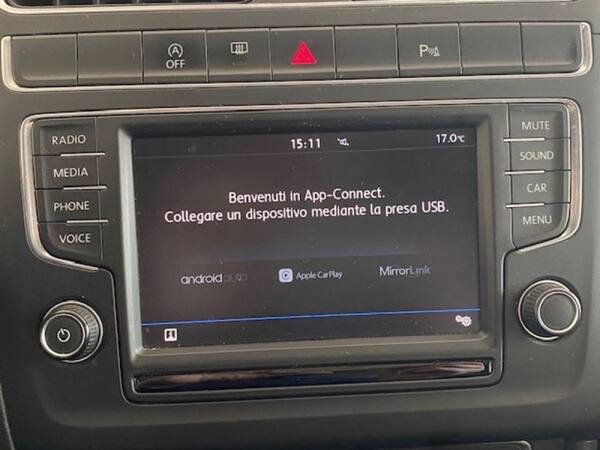 A
OFF
P
RADIO
MEDIA
PHONE
VOICE
15:11
17.0°C
Benvenuti in App-Connect.
Collegare un dispositivo mediante la presa USB.
androidauto
Apple CarPlay
MirrorLink
MUTE
SOUND
CAR
MENU